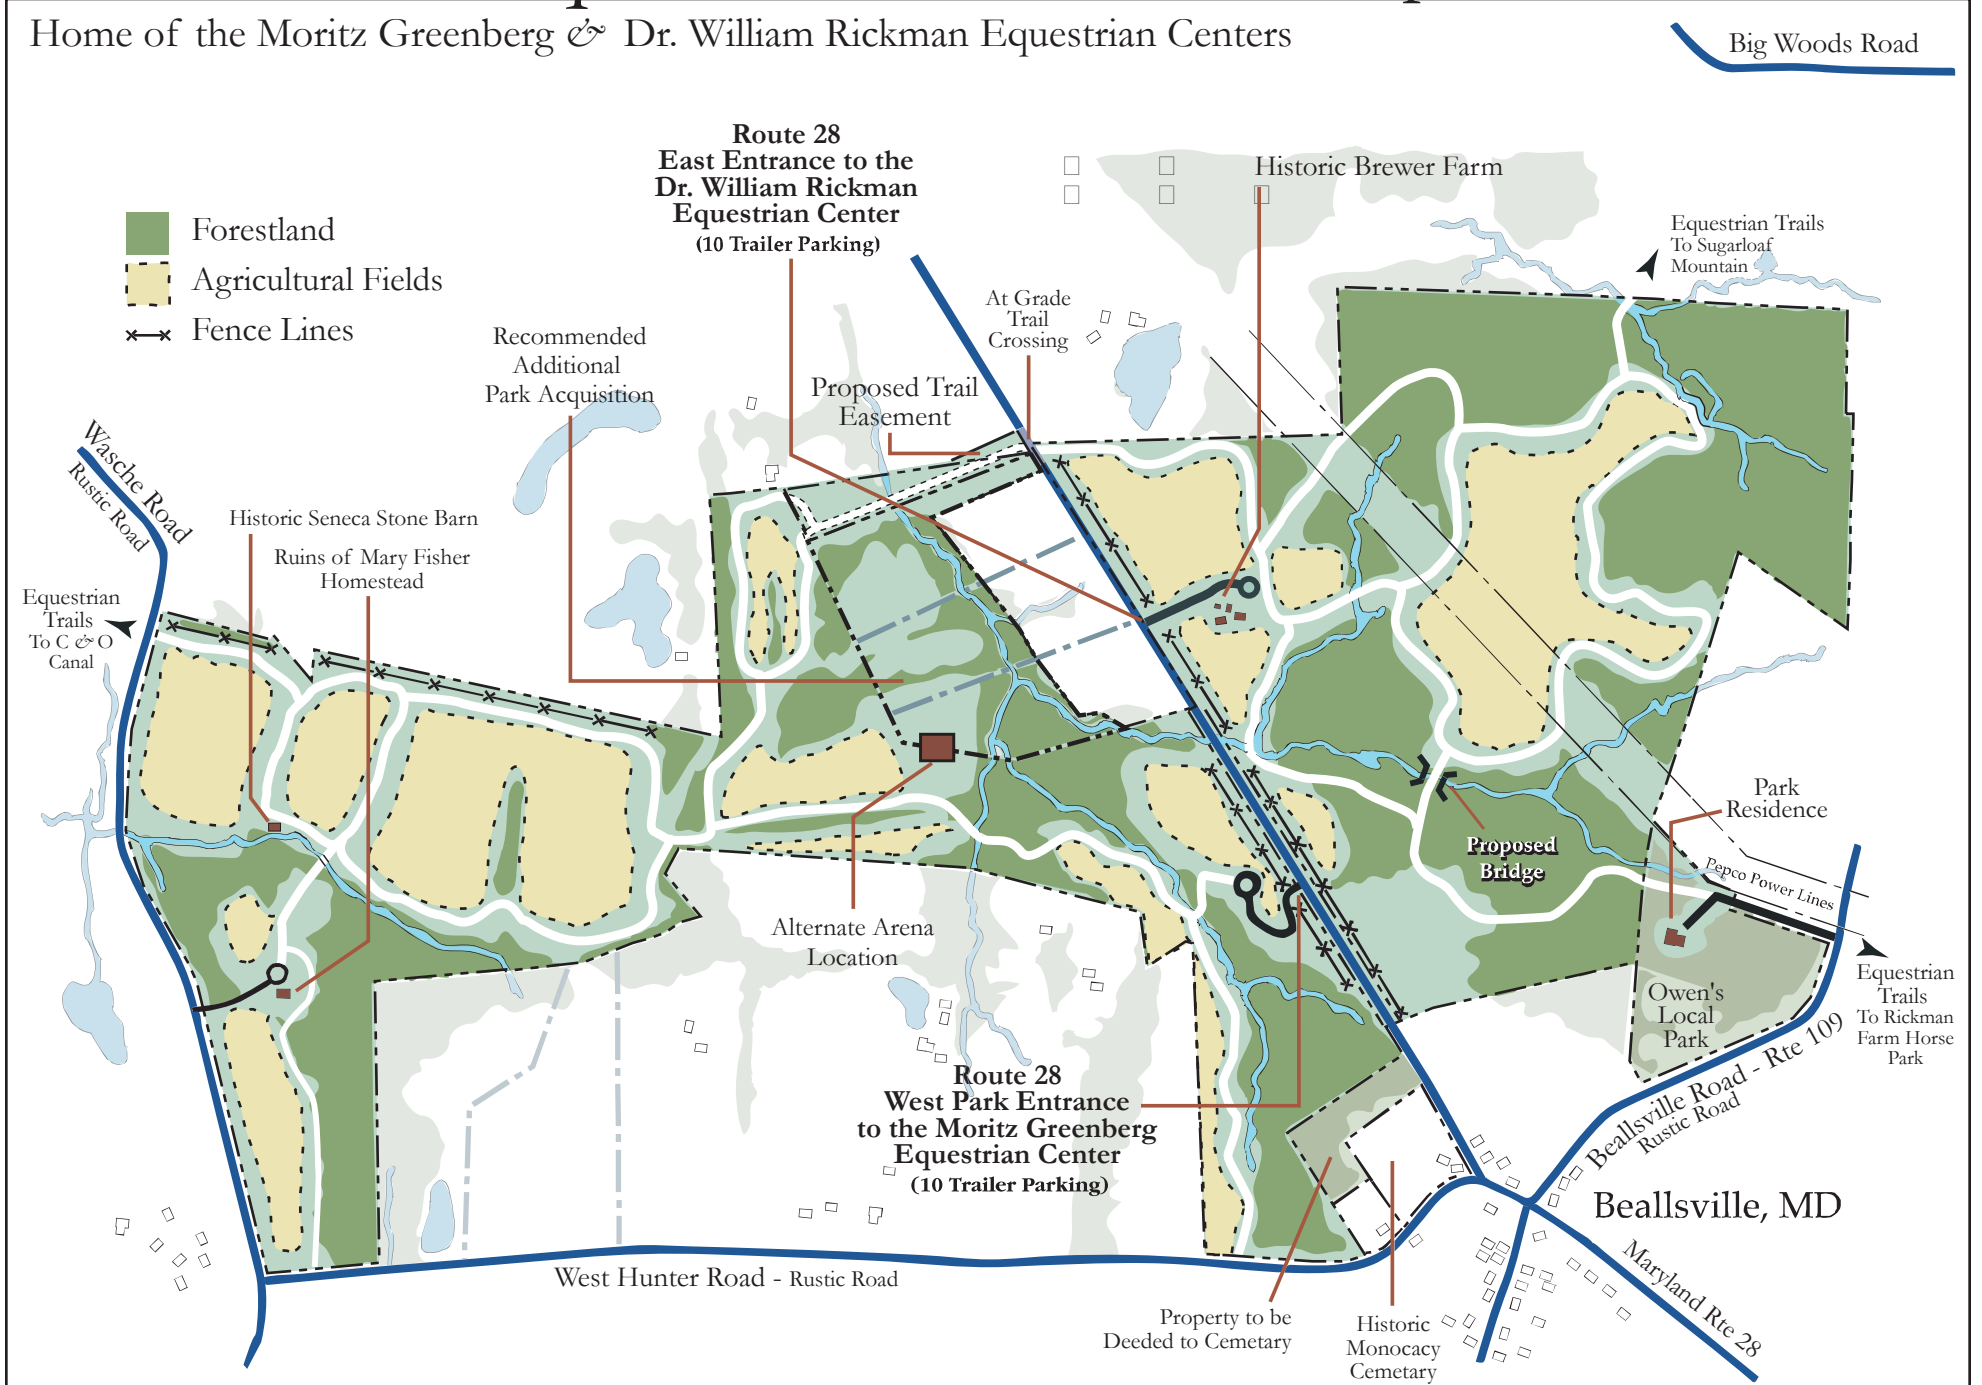 Home of the Moritz Greenberg & Dr. William Rickman Equestrian Centers
Big Woods Road
Route 28
East Entrance to the
Dr. William Rickman
Equestrian Center
(10 Trailer Parking)
Historic Brewer Farm
Forestland
Agricultural Fields
Fence Lines
Equestrian Trails
To Sugarloaf
Mountain
At Grade
Trail
Crossing
Recommended
Additional
Park Acquisition
Proposed Trail
Easement
Wasche Road
Rustic Road
Historic Seneca Stone Barn
Ruins of Mary Fisher
Homestead
Equestrian
Trails
To C & O
Canal
Park
Residence
Proposed
Bridge
Pepco Power Lines
Alternate Arena
Location
Equestrian
Trails
To Rickman
Farm Horse
Park
Owen's
Local
Park
Beallsville Road - Rte 109
Rustic Road
Route 28
West Park Entrance
to the Moritz Greenberg
Equestrian Center
(10 Trailer Parking)
Beallsville, MD
Maryland Rte 28
West Hunter Road - Rustic Road
Property to be
Deeded to Cemetary
Historic
Monocacy
Cemetary